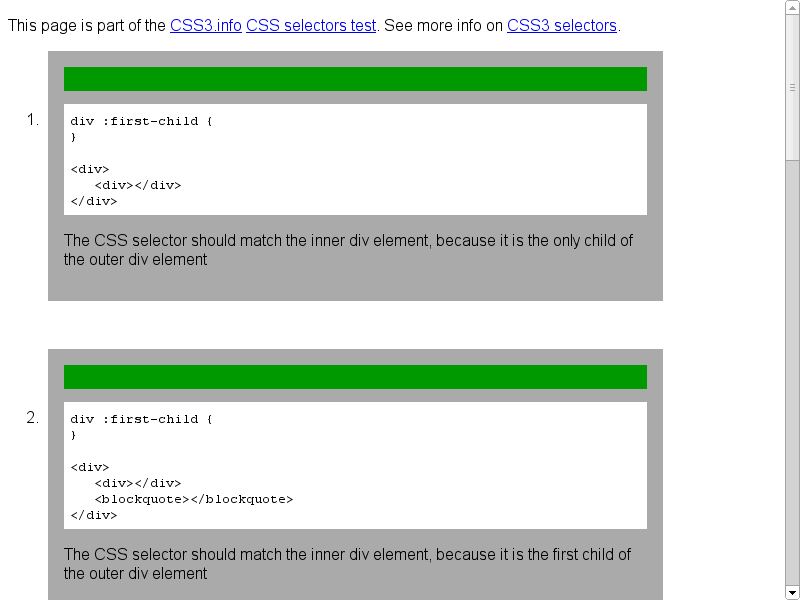 This page is part of the CSS3.info CSS selectors test. See more info on CSS3 selectors.
1.
div :first-child {
}
<div>
<div></div>
</div>
The CSS selector should match the inner div element, because it is the only child of
the outer div element
2.
div :first-child {
}
<div>
<div></div>
<blockquote></blockquote>
</div>
The CSS selector should match the inner div element, because it is the first child of
the outer div element